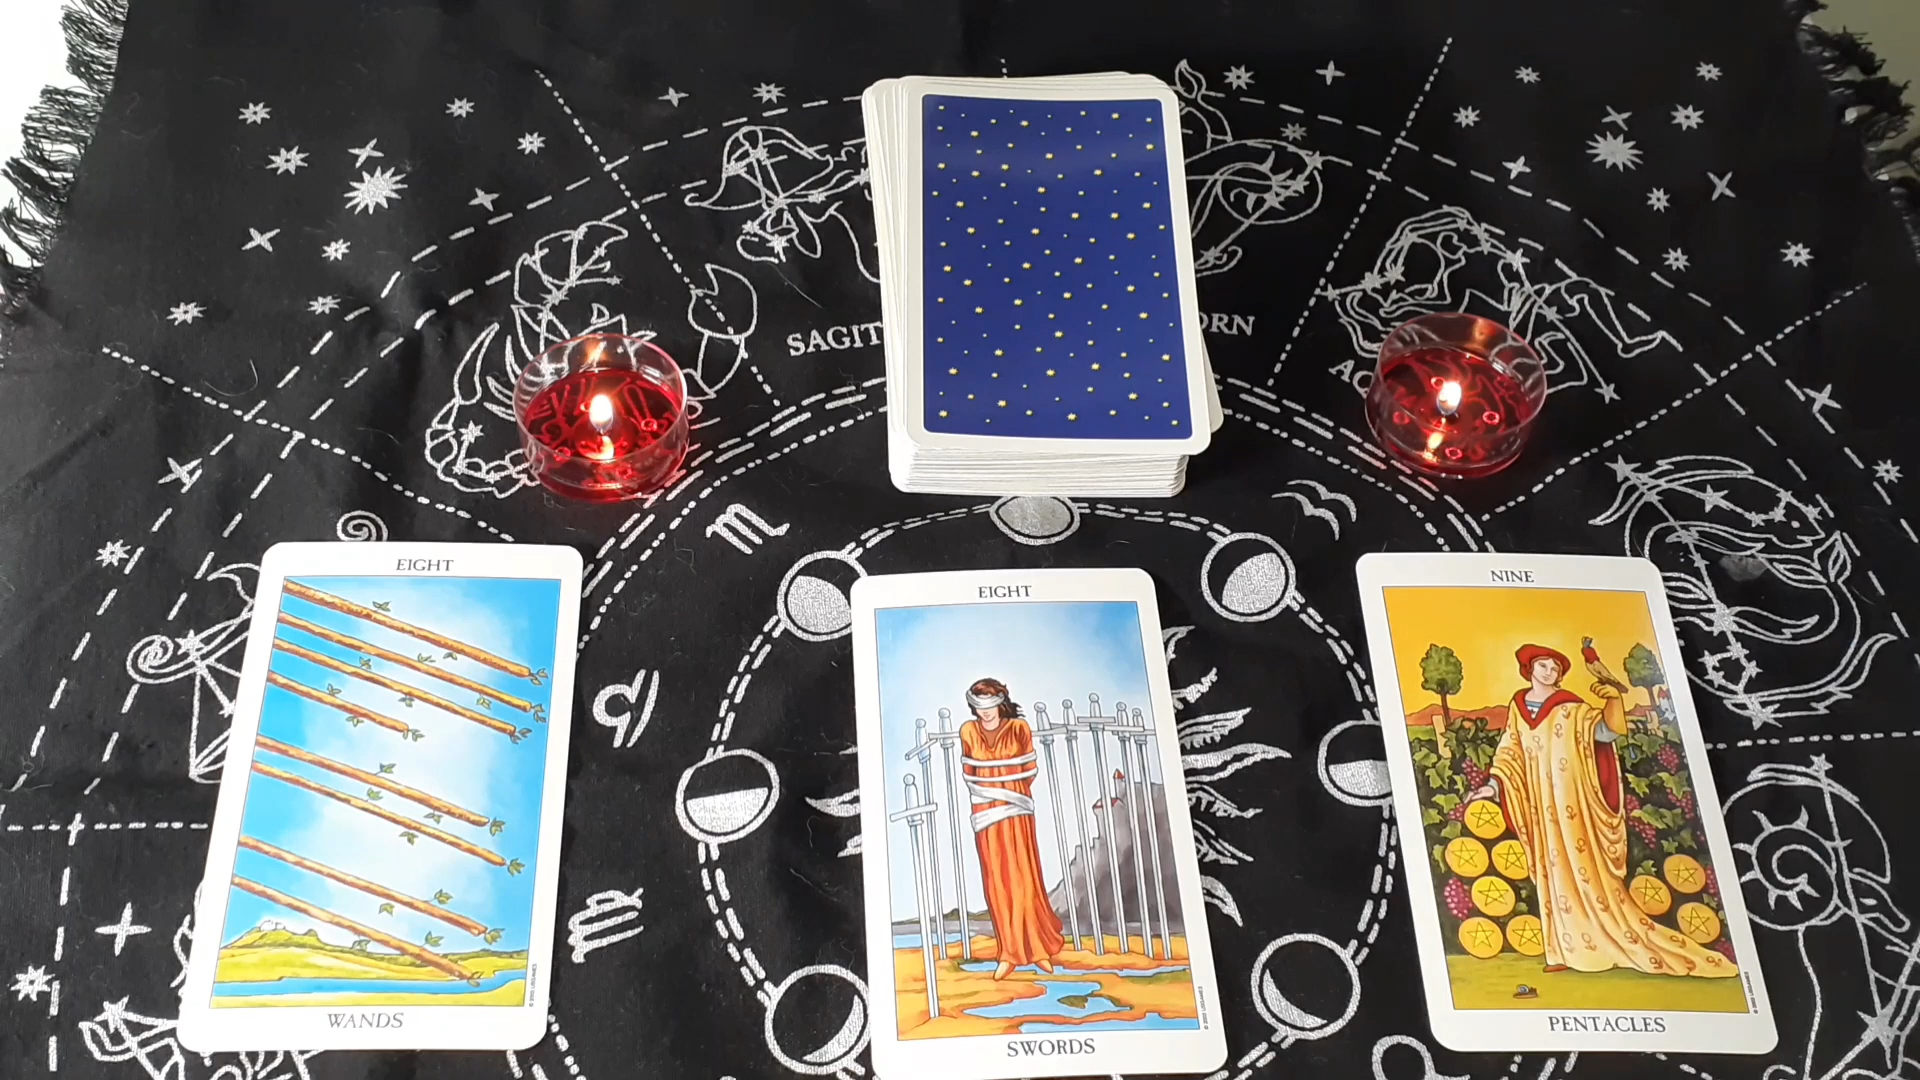 SAGIT
ORN
EIGHT
WANDS
EIGHT
SWORDS
NINE
PENTACLES